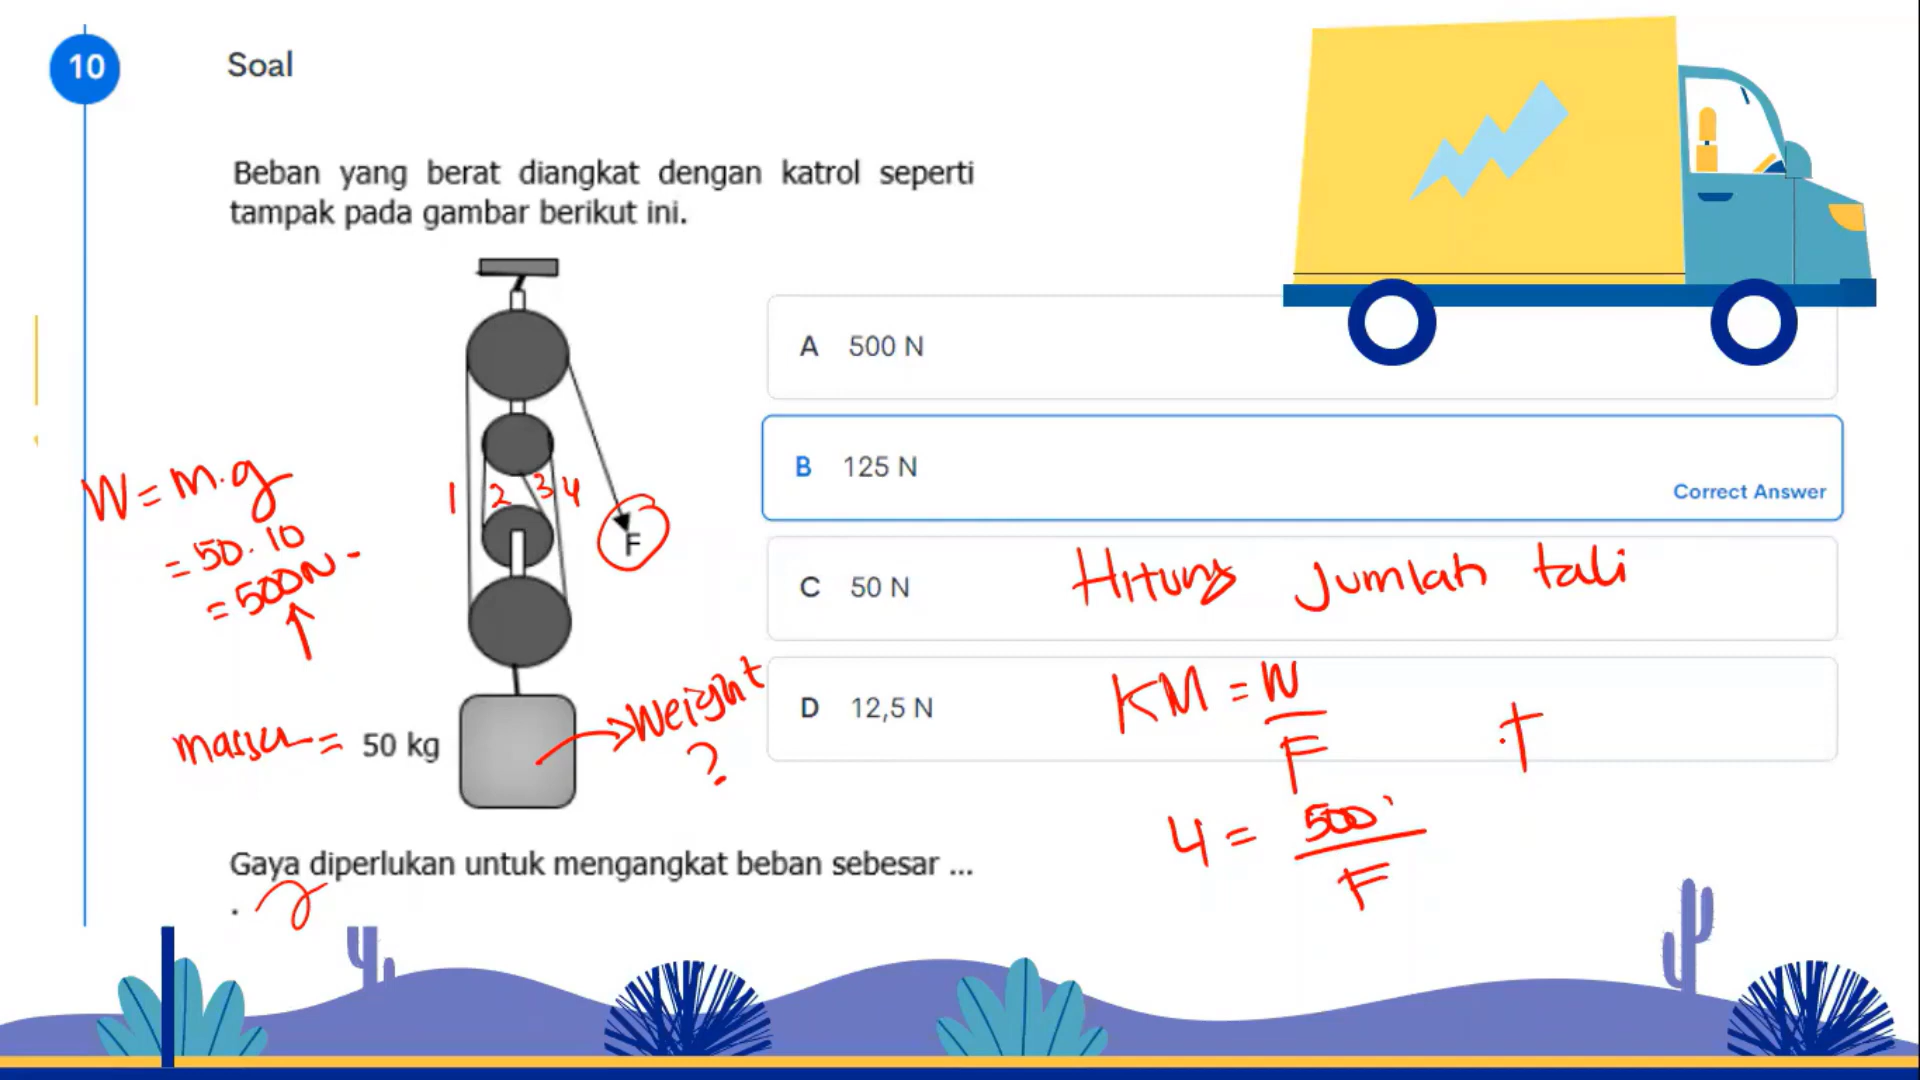 10
Soal
Beban yang berat diangkat dengan katrol seperti
tampak pada gambar berikut ini.
A 500 N
B 125 N
Correct Answer
C 50 N
D 12,5 N
W = m.g
= 50.10
= 500N
1 2 3 4
F
Hitung Jumlah tali
KM = W
F
4 = 500
F
massa = 50 kg
Weight
?
Gaya diperlukan untuk mengangkat beban sebesar ...
.